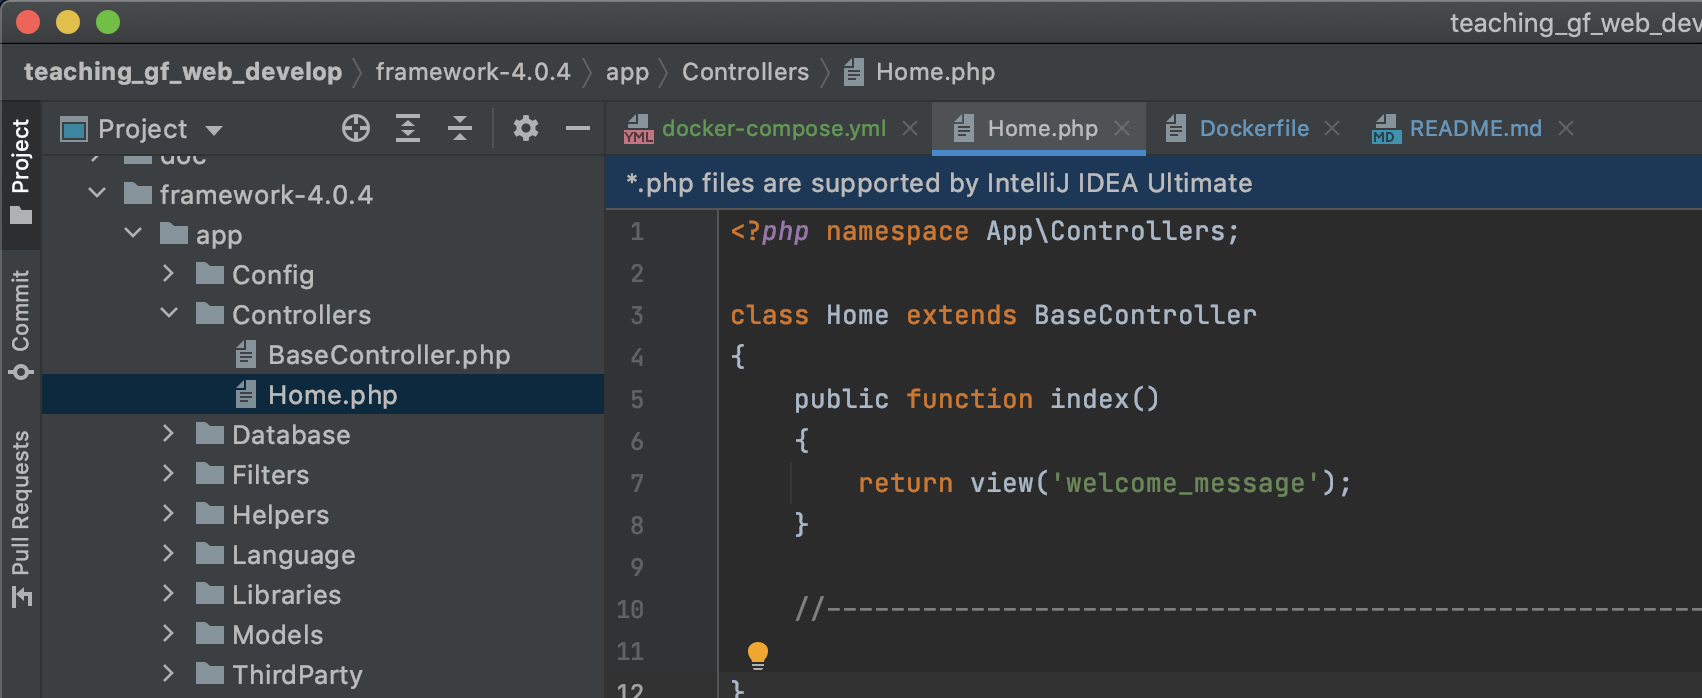 teaching_gf_web_dev
teaching_gf_web_develop framework-4.0.4 app Controllers Home.php
Project
Commit
Pull Requests
Project
doc
framework-4.0.4
app
Config
Controllers
BaseController.php
Home.php
Database
Filters
Helpers
Language
Libraries
Models
ThirdParty
YML docker-compose.yml Home.php Dockerfile MD README.md
*.php files are supported by IntelliJ IDEA Ultimate
1 <?php namespace App\Controllers;
2
3 class Home extends BaseController
4 {
5 public function index()
6 {
7 return view('welcome_message');
8 }
9
10 //-------------------------------------------------------
11
12 }